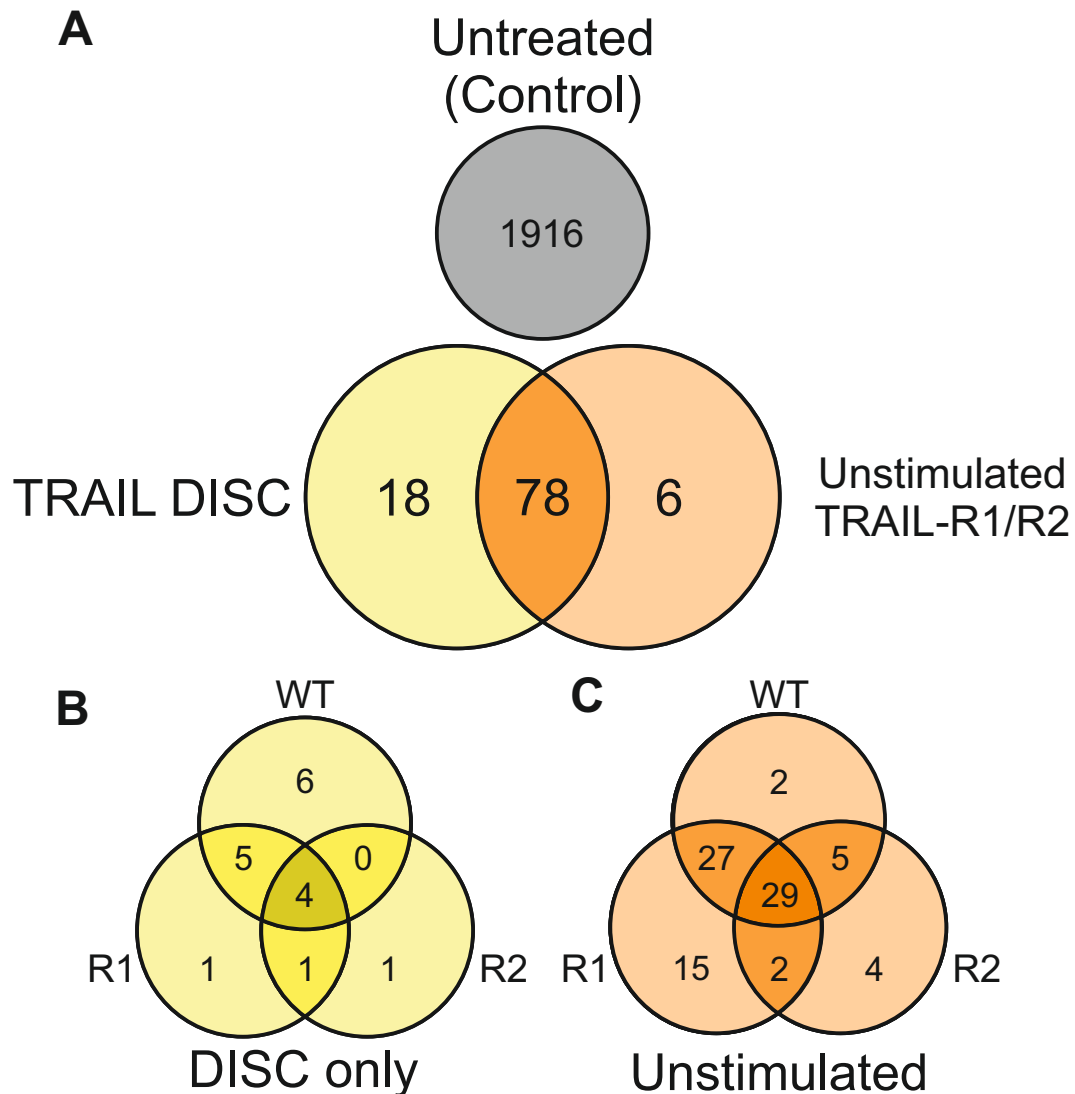 A
Untreated
(Control)
1916
TRAIL DISC
18
78
6
Unstimulated
TRAIL-R1/R2
B
WT
6
5
0
4
R1
1
1
1
R2
DISC only
C
WT
2
27
5
29
R1
15
2
4
R2
Unstimulated